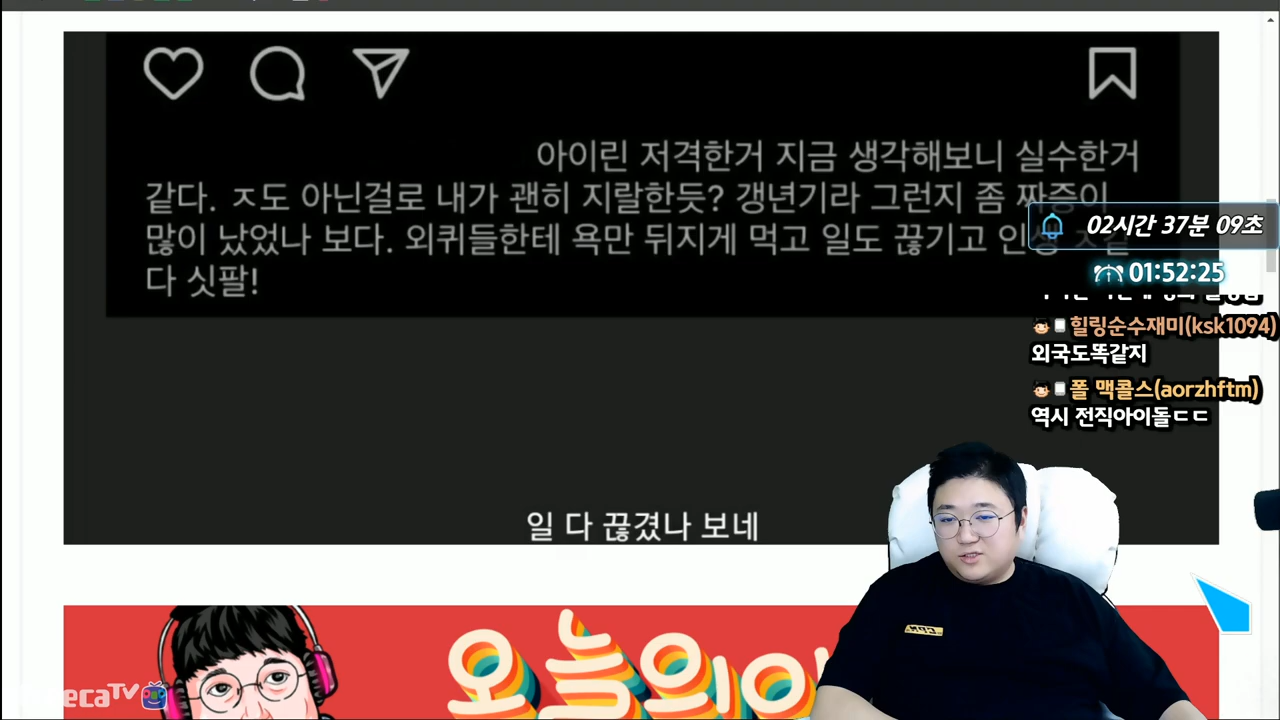 아이린 저격한거 지금 생각해보니 실수한거
같다. ㅈ도 아닌걸로 내가 괜히 지랄한듯? 갱년기라 그런지 좀 짜증이
많이 났었나 보다. 외퀴들한테 욕만 뒤지게 먹고 일도 끊기고 인생
다 싯팔!
02시간 37분 09초
01:52:25
힐링순수재미(ksk1094)
외국도똑같지
폴 맥콜스(aorzhftm)
역시 전직아이돌ㄷㄷ
일 다 끊겼나 보네
오늘의이
ecaTV